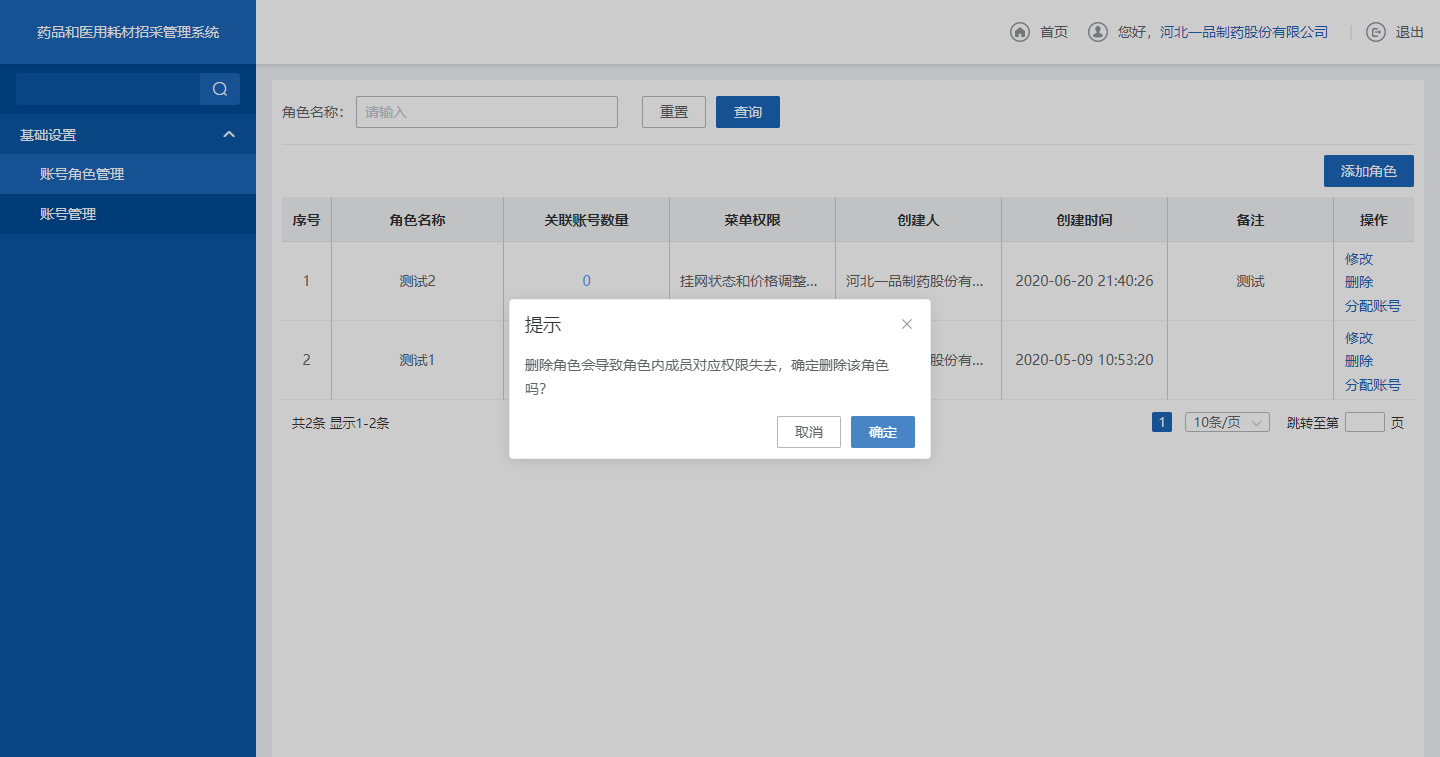 药品和医用耗材招采管理系统
首页 您好，河北一品制药股份有限公司 退出
基础设置
账号角色管理
账号管理
角色名称： 请输入 重置 查询
添加角色
序号 角色名称 关联账号数量 菜单权限 创建人 创建时间 备注 操作
1 测试2 0 挂网状态和价格调整... 河北一品制药股份有... 2020-06-20 21:40:26 测试 修改
删除
分配账号
2 测试1 股份有... 2020-05-09 10:53:20 修改
删除
分配账号
提示
删除角色会导致角色内成员对应权限失去，确定删除该角色
吗？
取消 确定
共2条 显示1-2条 1 10条/页 跳转至第 页